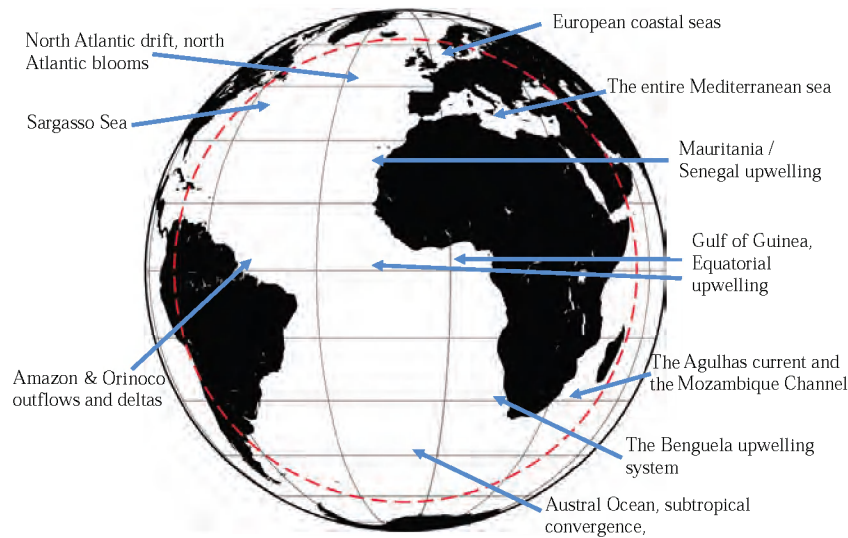 European coastal seas
North Atlantic drift, north
Atlantic blooms
The entire Mediterranean sea
Sargasso Sea
Mauritania /
Senegal upwelling
Gulf of Guinea,
Equatorial
upwelling
Amazon & Orinoco
outflows and deltas
The Agulhas current and
the Mozambique Channel
The Benguela upwelling
system
Austral Ocean, subtropical
convergence,